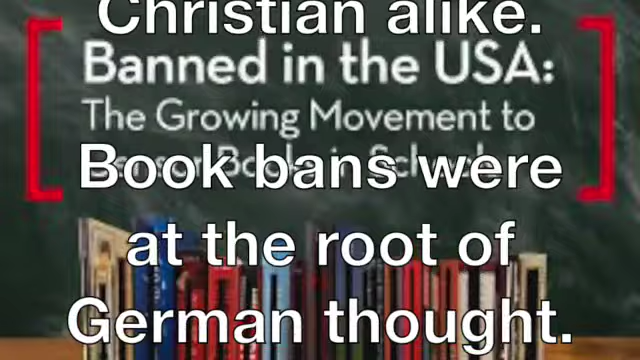 Christian alike.
Banned in the USA:
The Growing Movement to
Book bans were
at the root of
German thought.